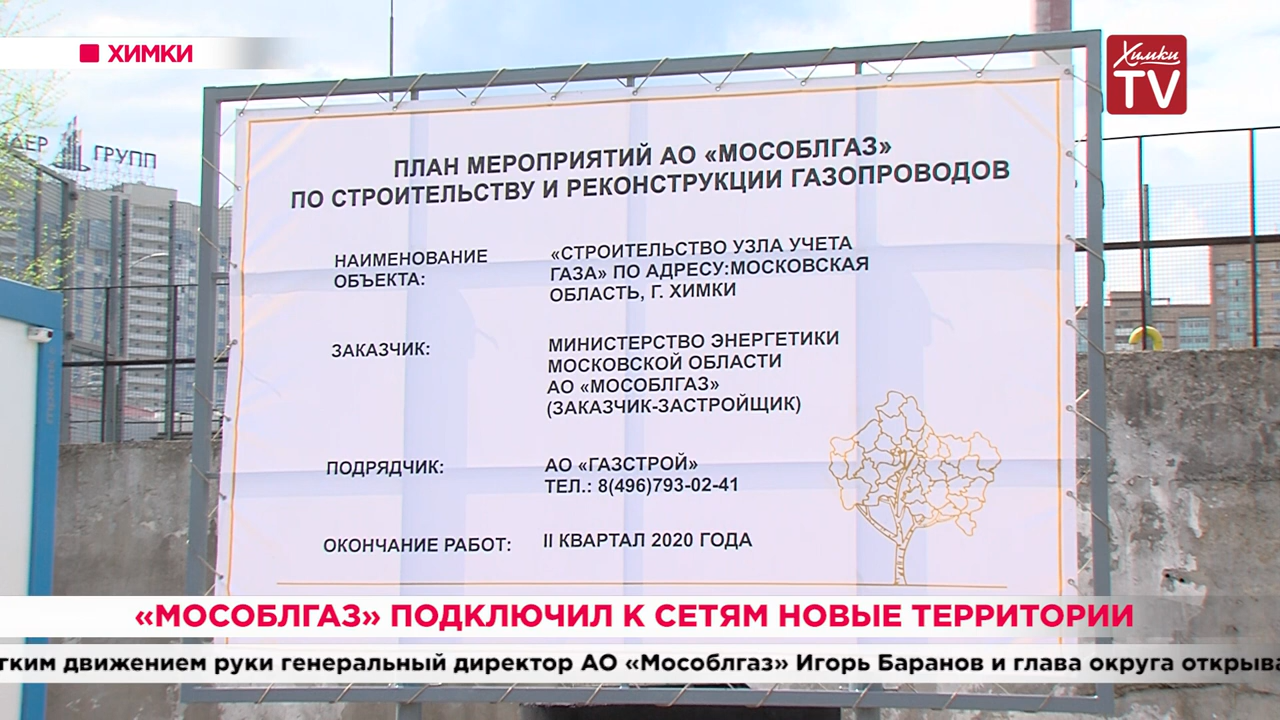 ХИМКИ
Химки
TV
ГРУПП
ПЛАН МЕРОПРИЯТИЙ АО «МОСОБЛГАЗ»
ПО СТРОИТЕЛЬСТВУ И РЕКОНСТРУКЦИИ ГАЗОПРОВОДОВ
НАИМЕНОВАНИЕ
ОБЪЕКТА:
«СТРОИТЕЛЬСТВО УЗЛА УЧЕТА
ГАЗА» ПО АДРЕСУ:МОСКОВСКАЯ
ОБЛАСТЬ, Г. ХИМКИ
ЗАКАЗЧИК:
МИНИСТЕРСТВО ЭНЕРГЕТИКИ
МОСКОВСКОЙ ОБЛАСТИ
АО «МОСОБЛГАЗ»
(ЗАКАЗЧИК-ЗАСТРОЙЩИК)
ПОДРЯДЧИК:
АО «ГАЗСТРОЙ»
ТЕЛ.: 8(496)793-02-41
ОКОНЧАНИЕ РАБОТ:
II КВАРТАЛ 2020 ГОДА
«МОСОБЛГАЗ» ПОДКЛЮЧИЛ К СЕТЯМ НОВЫЕ ТЕРРИТОРИИ
гким движением руки генеральный директор АО «Мособлгаз» Игорь Баранов и глава округа открыва